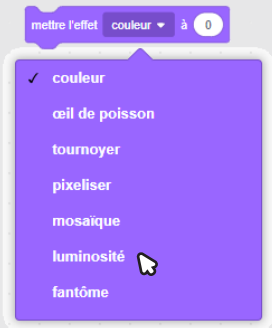 mettre l'effet couleur à 0
✓ couleur
œil de poisson
tournoyer
pixeliser
mosaïque
luminosité
fantôme